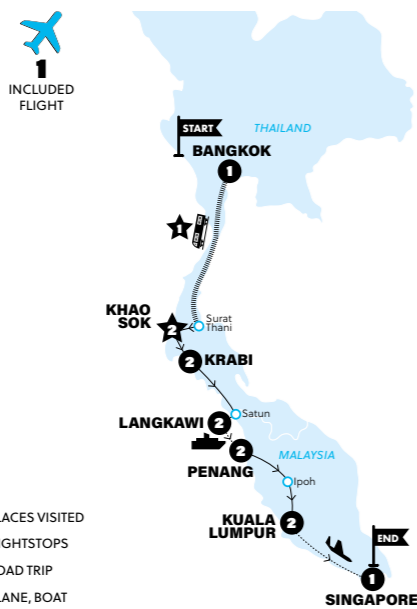 1
INCLUDED
FLIGHT
START
THAILAND
BANGKOK
1
1
KHAO
SOK
2
Surat
Thani
2
KRABI
LANGKAWI
2
Satun
2
PENANG
MALAYSIA
Ipoh
KUALA
LUMPUR
2
END
1
SINGAPORE
LACES VISITED
GHTSTOPS
OAD TRIP
LANE, BOAT